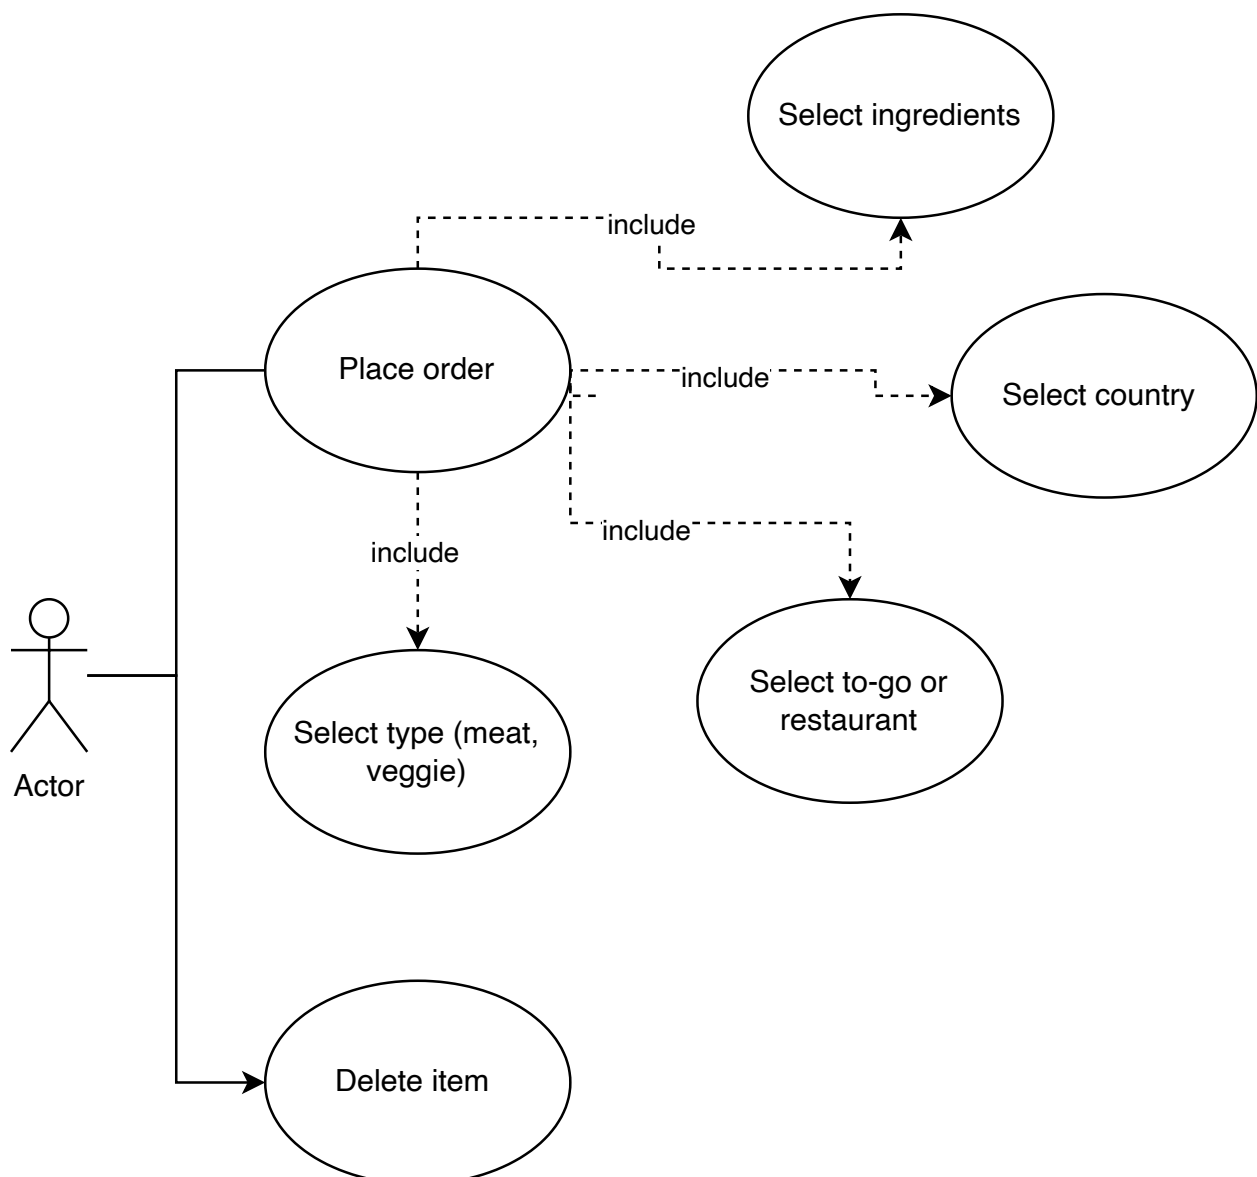 Select ingredients
include
Place order
include
Select country
include
include
Select to-go or
restaurant
Select type (meat,
veggie)
Actor
Delete item